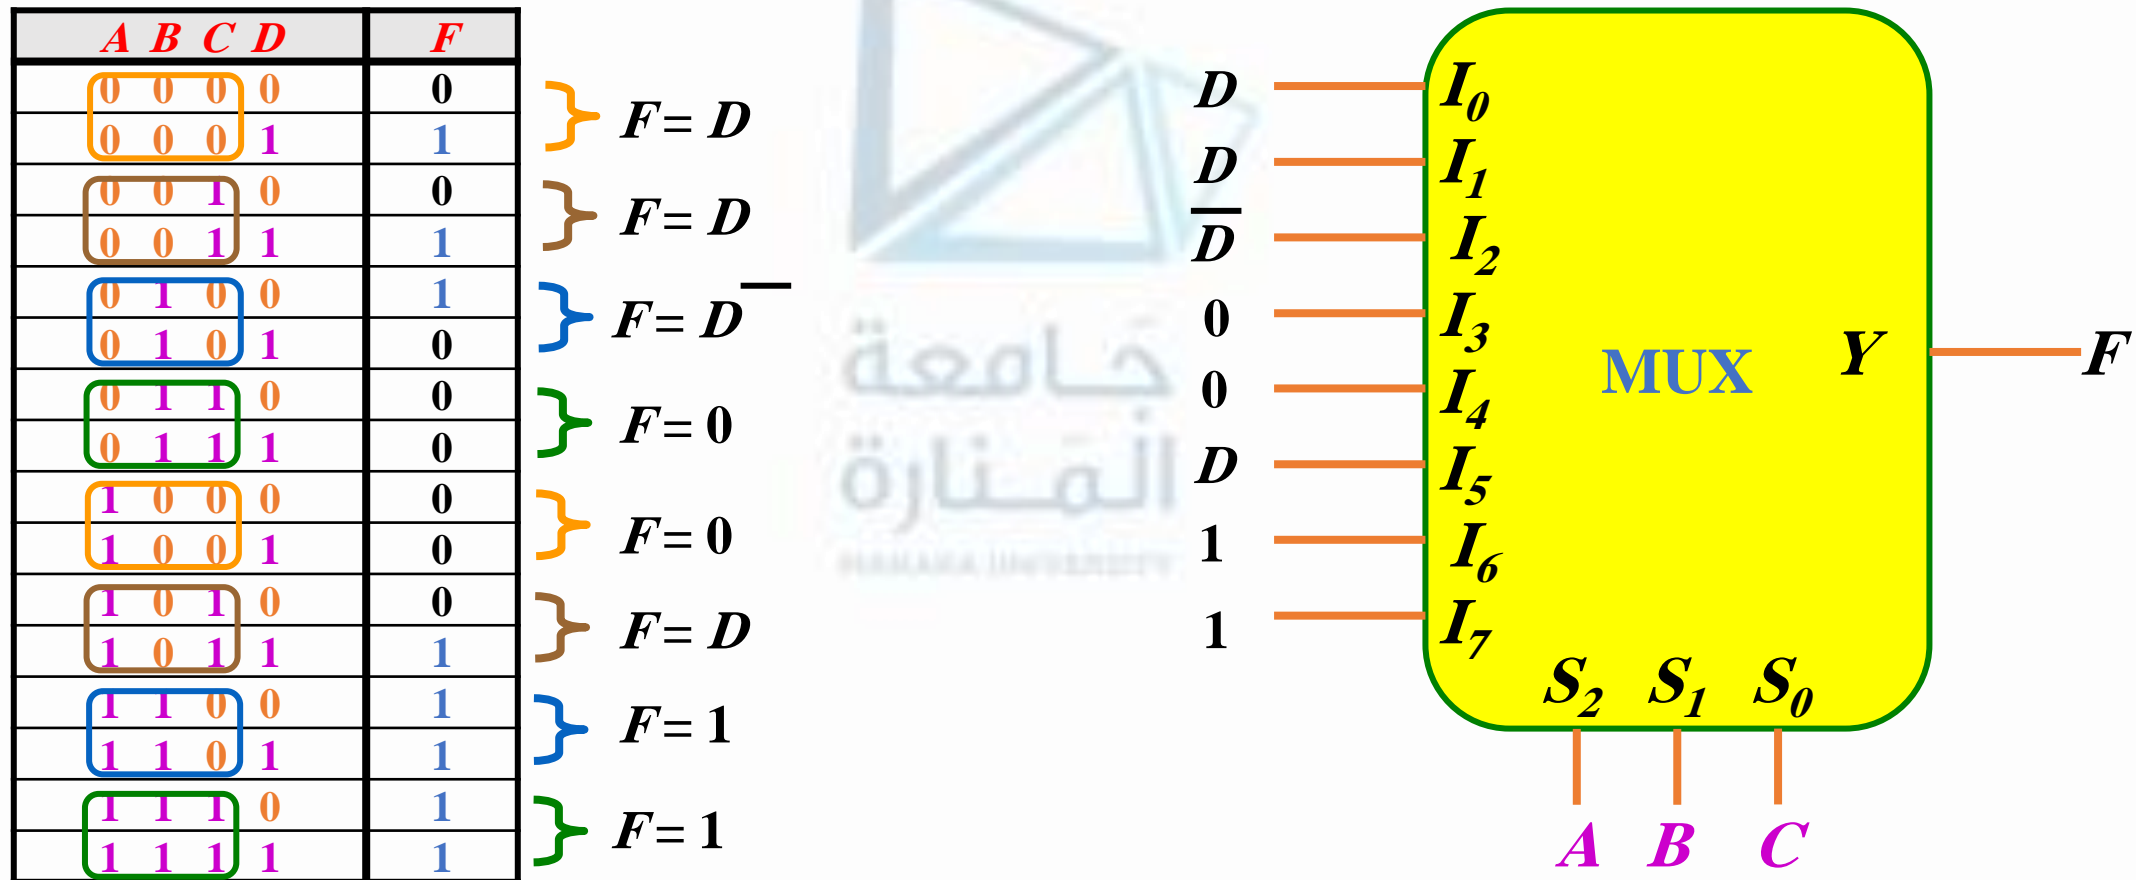 A B C D F
0 0 0 0 0
0 0 0 1 1
F = D
0 0 1 0 0
0 0 1 1 1
F = D
0 1 0 0 1
0 1 0 1 0
F = D̅
0 1 1 0 0
0 1 1 1 0
F = 0
1 0 0 0 0
1 0 0 1 0
F = 0
1 0 1 0 0
1 0 1 1 1
F = D
1 1 0 0 1
1 1 0 1 1
F = 1
1 1 1 0 1
1 1 1 1 1
F = 1
جَامعة
المَنارة
MANARA UNIVERSITY
D I0
D I1
D̅ I2
0 I3
0 I4
D I5
1 I6
1 I7
MUX Y F
S2 S1 S0
A B C